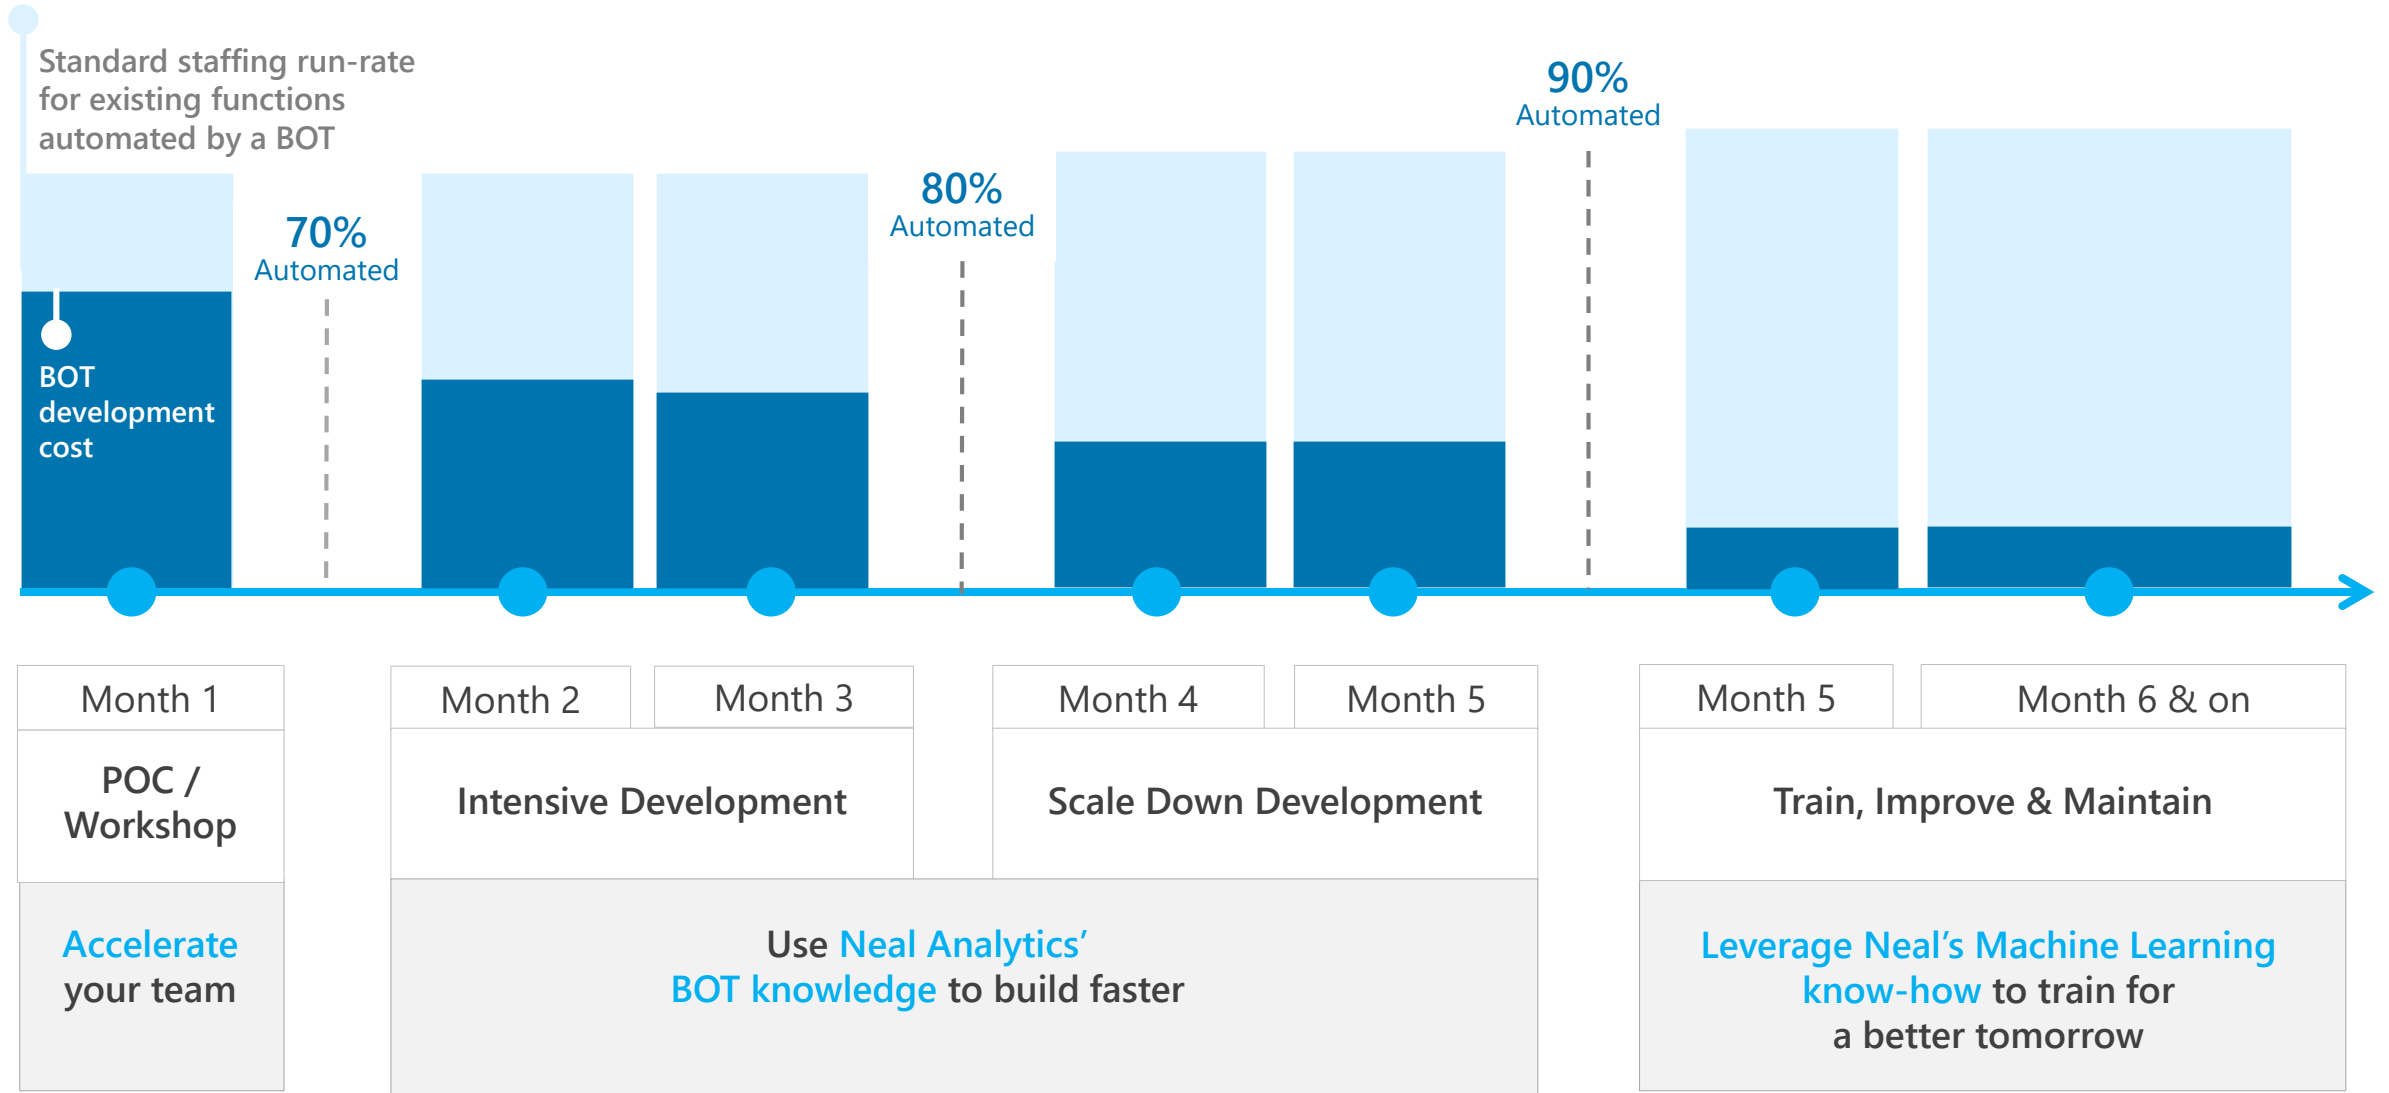 Standard staffing run-rate
for existing functions
automated by a BOT
70%
Automated
80%
Automated
90%
Automated
BOT
development
cost
Month 1
Month 2
Month 3
Month 4
Month 5
Month 5
Month 6 & on
POC /
Workshop
Intensive Development
Scale Down Development
Train, Improve & Maintain
Accelerate
your team
Use Neal Analytics’
BOT knowledge to build faster
Leverage Neal’s Machine Learning
know-how to train for
a better tomorrow